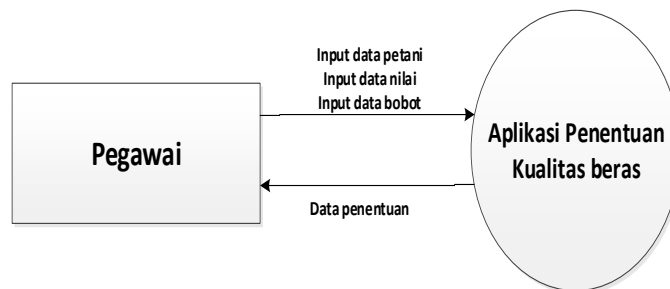 Input data petani
Input data nilai
Input data bobot
Pegawai
Aplikasi Penentuan
Kualitas beras
Data penentuan